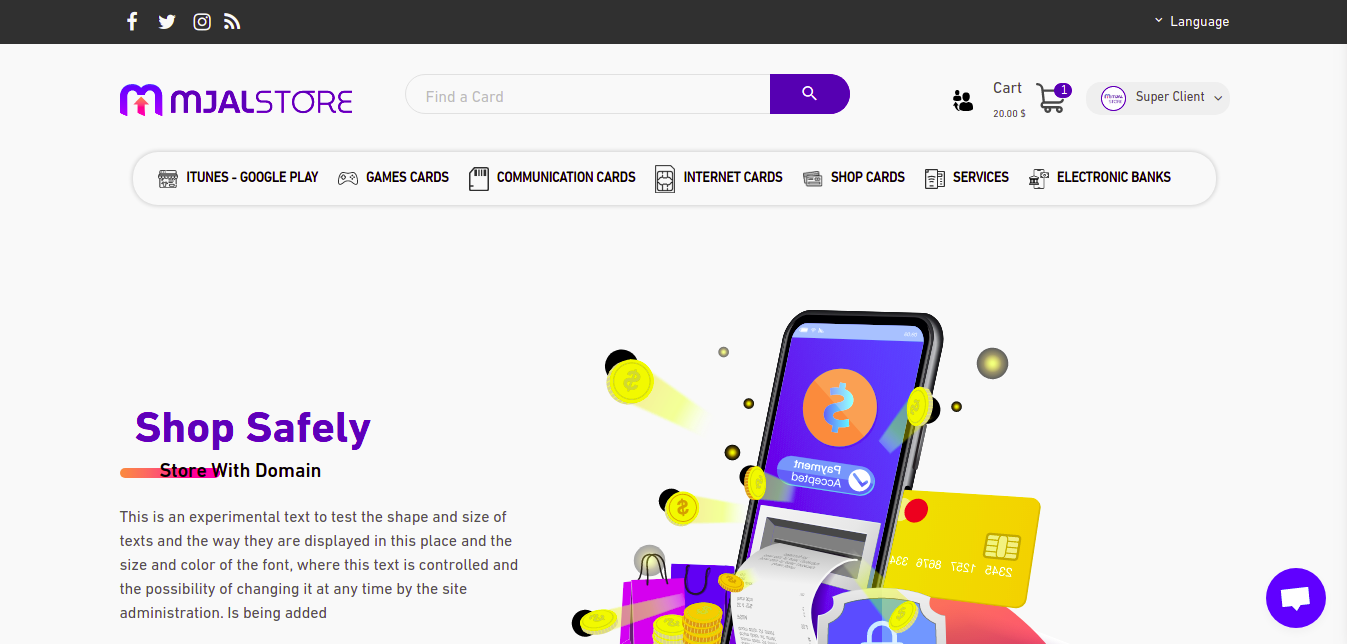 Language
MJALSTORE
Find a Card
Cart
20.00 $
1
Super Client
ITUNES - GOOGLE PLAY
GAMES CARDS
COMMUNICATION CARDS
INTERNET CARDS
SHOP CARDS
SERVICES
ELECTRONIC BANKS
Shop Safely
Store With Domain
This is an experimental text to test the shape and size of
texts and the way they are displayed in this place and the
size and color of the font, where this text is controlled and
the possibility of changing it at any time by the site
administration. Is being added
Payment
Accepted
2345 1257 8676 334